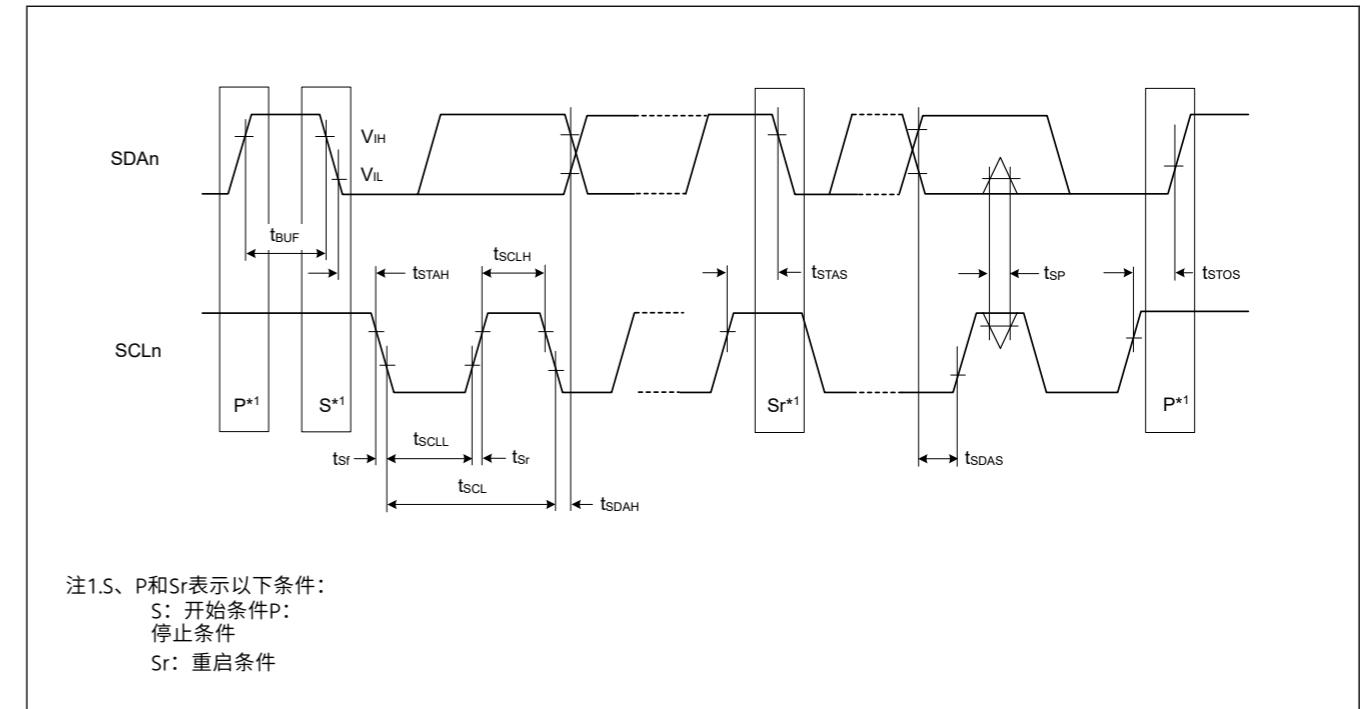 SDAn
VIH
VIL
tBUF
tSTAH
tSCLH
tSTAS
tSP
tSTOS
SCLn
P*1
S*1
Sr*1
P*1
tSf
tSCLL
tSr
tSDAS
tSCL
tSDAH
注1.S、P和Sr表示以下条件：
S：开始条件P：
停止条件
Sr：重启条件